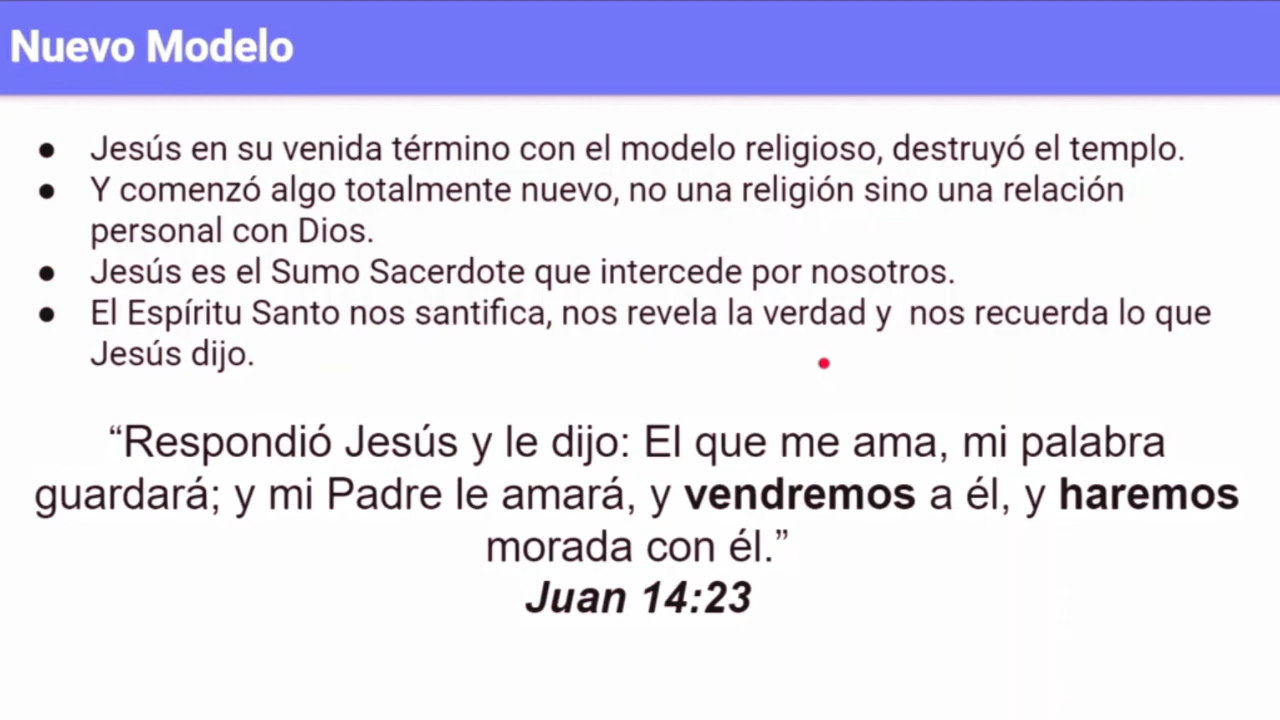 Nuevo Modelo
● Jesús en su venida término con el modelo religioso, destruyó el templo.
● Y comenzó algo totalmente nuevo, no una religión sino una relación
personal con Dios.
● Jesús es el Sumo Sacerdote que intercede por nosotros.
● El Espíritu Santo nos santifica, nos revela la verdad y  nos recuerda lo que
Jesús dijo.
“Respondió Jesús y le dijo: El que me ama, mi palabra
guardará; y mi Padre le amará, y vendremos a él, y haremos
morada con él.”
Juan 14:23